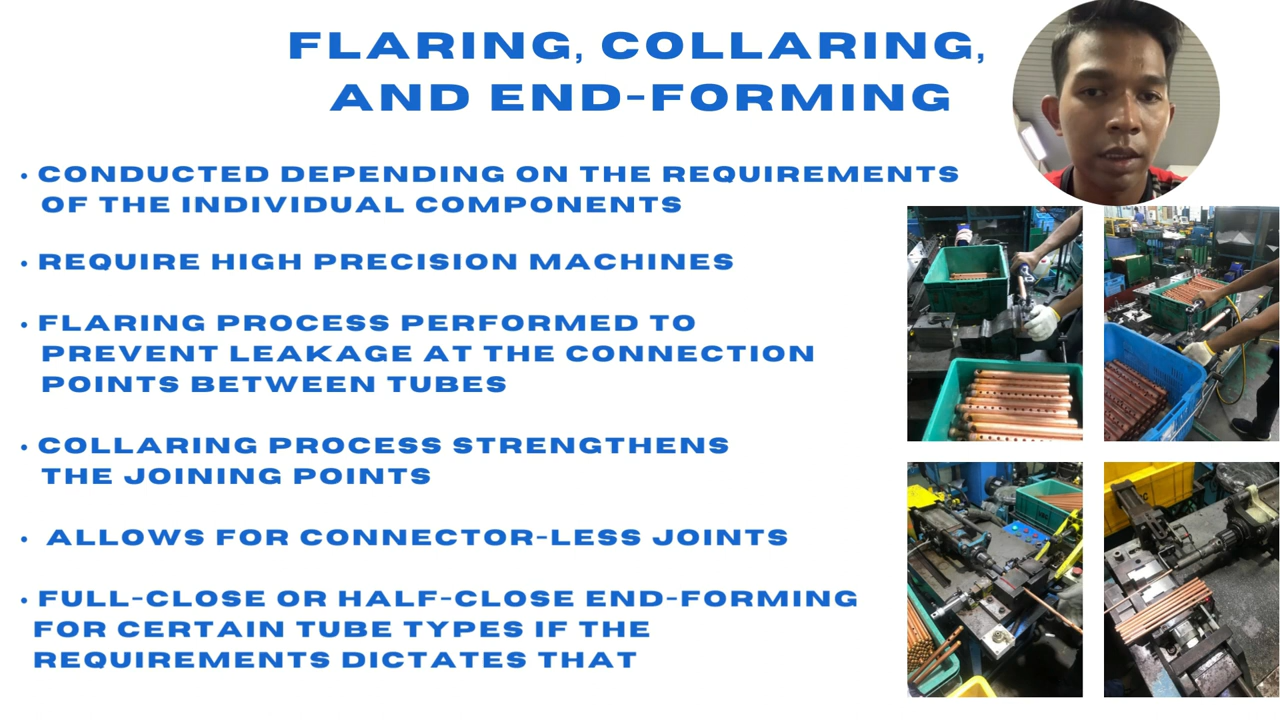 FLARING, COLLARING,
AND END-FORMING
• CONDUCTED DEPENDING ON THE REQUIREMENTS
OF THE INDIVIDUAL COMPONENTS
• REQUIRE HIGH PRECISION MACHINES
• FLARING PROCESS PERFORMED TO
PREVENT LEAKAGE AT THE CONNECTION
POINTS BETWEEN TUBES
• COLLARING PROCESS STRENGTHENS
THE JOINING POINTS
• ALLOWS FOR CONNECTOR-LESS JOINTS
• FULL-CLOSE OR HALF-CLOSE END-FORMING
FOR CERTAIN TUBE TYPES IF THE
REQUIREMENTS DICTATES THAT